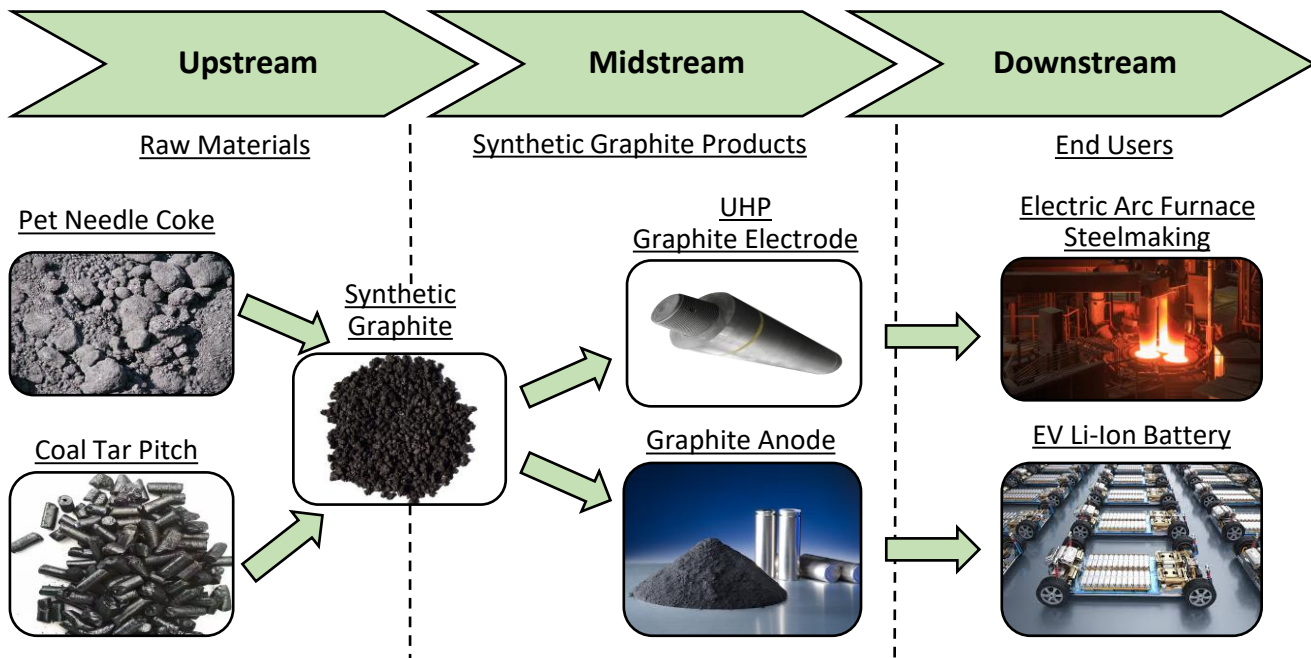 Upstream
Midstream
Downstream
Raw Materials
Synthetic Graphite Products
End Users
Pet Needle Coke
Coal Tar Pitch
Synthetic
Graphite
UHP
Graphite Electrode
Graphite Anode
Electric Arc Furnace
Steelmaking
EV Li-Ion Battery